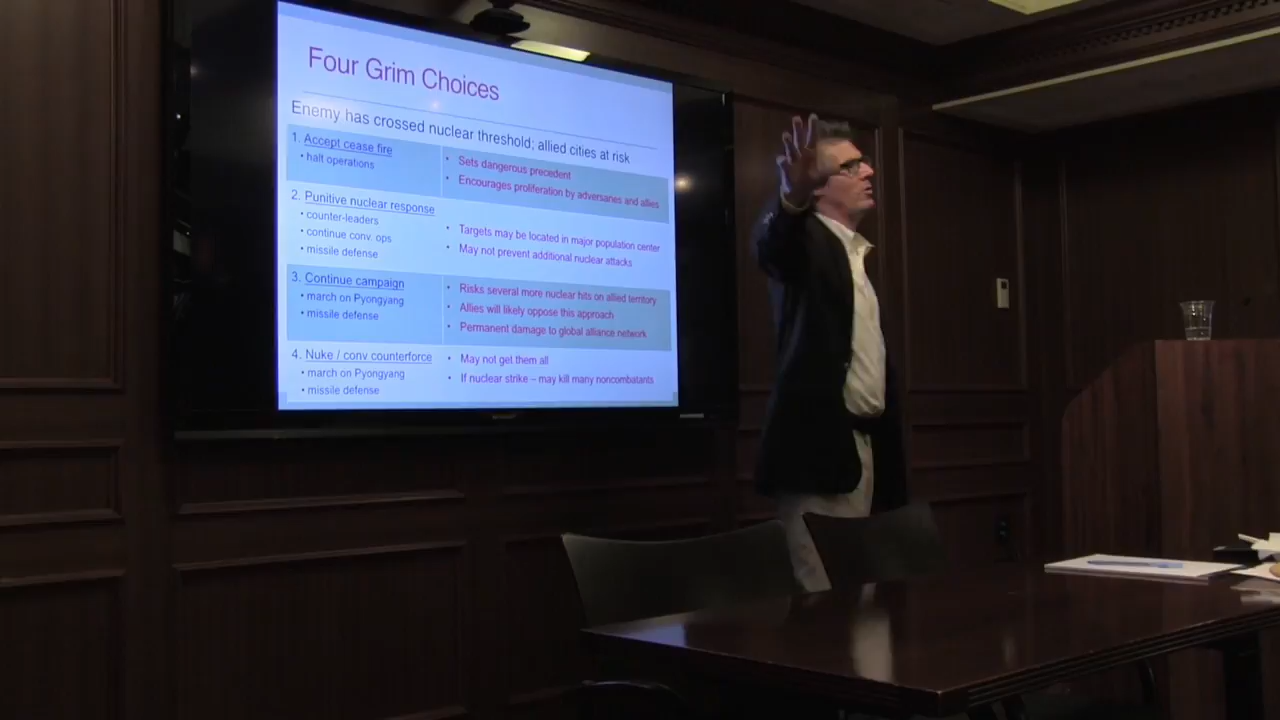 Four Grim Choices
Enemy has crossed nuclear threshold; allied cities at risk
1. Accept cease fire
• halt operations
• Sets dangerous precedent
• Encourages proliferation by adversaries and allies
2. Punitive nuclear response
• counter-leaders
• continue conv. ops
• missile defense
• Targets may be located in major population center
• May not prevent additional nuclear attacks
3. Continue campaign
• march on Pyongyang
• missile defense
• Risks several more nuclear hits on allied territory
• Allies will likely oppose this approach
• Permanent damage to global alliance network
4. Nuke / conv counterforce
• march on Pyongyang
• missile defense
• May not get them all
• If nuclear strike – may kill many noncombatants